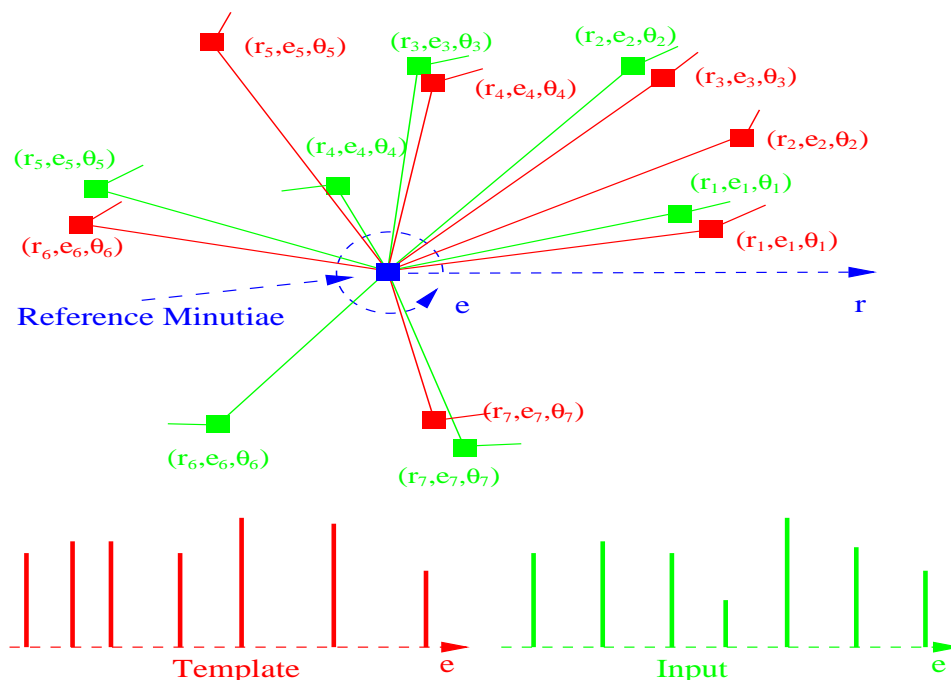 (r₅,e₅,θ₅)
(r₃,e₃,θ₃)
(r₂,e₂,θ₂)
(r₃,e₃,θ₃)
(r₄,e₄,θ₄)
(r₂,e₂,θ₂)
(r₄,e₄,θ₄)
(r₅,e₅,θ₅)
(r₁,e₁,θ₁)
(r₁,e₁,θ₁)
(r₆,e₆,θ₆)
e
r
Reference Minutiae
(r₇,e₇,θ₇)
(r₆,e₆,θ₆)
(r₇,e₇,θ₇)
Template
e
Input
e